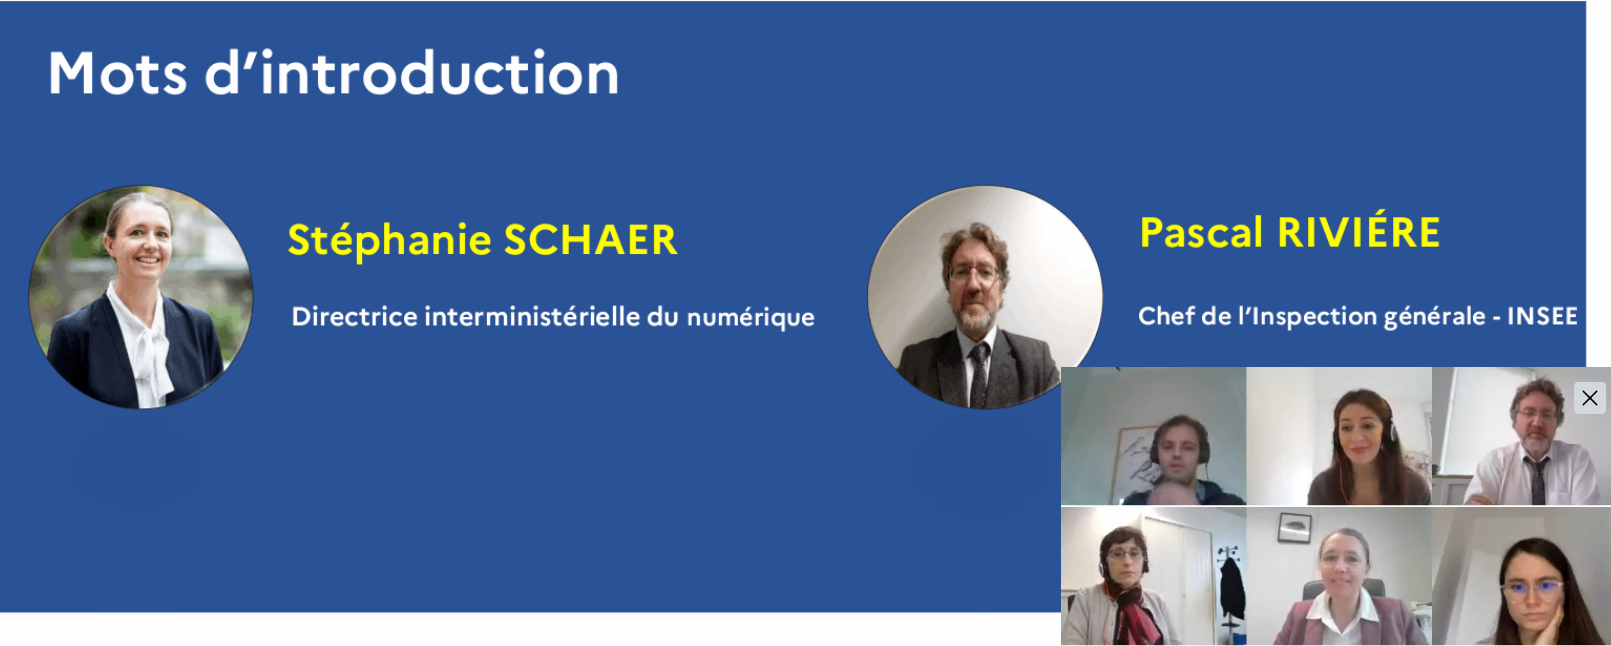 Mots d’introduction
Stéphanie SCHAER
Directrice interministérielle du numérique
Pascal RIVIÉRE
Chef de l’Inspection générale - INSEE